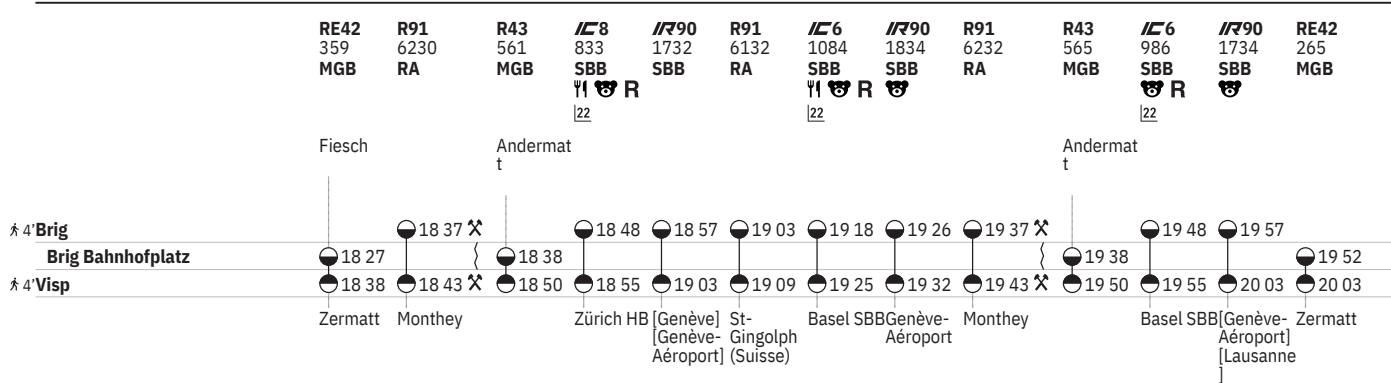 RE42 R91 R43 IC8 IR90 R91 IC6 IR90 R91 R43 IC6 IR90 RE42
359 6230 561 833 1732 6132 1084 1834 6232 565 986 1734 265
MGB RA MGB SBB SBB RA SBB SBB RA MGB SBB SBB MGB
R R R
22 22 22
Fiesch Andermat Andermat
t t
4' Brig 18 37 18 48 18 57 19 03 19 18 19 26 19 37 19 48 19 57
Brig Bahnhofplatz 18 27 18 38 19 38 19 52
4' Visp 18 38 18 43 18 50 18 55 19 03 19 09 19 25 19 32 19 43 19 50 19 55 20 03 20 03
Zermatt Monthey Zürich HB [Genève] St- Basel SBB Genève- Monthey Basel SBB [Genève- Zermatt
[Genève- Gingolph Aéroport Aéroport]
Aéroport] (Suisse) [Lausanne
]